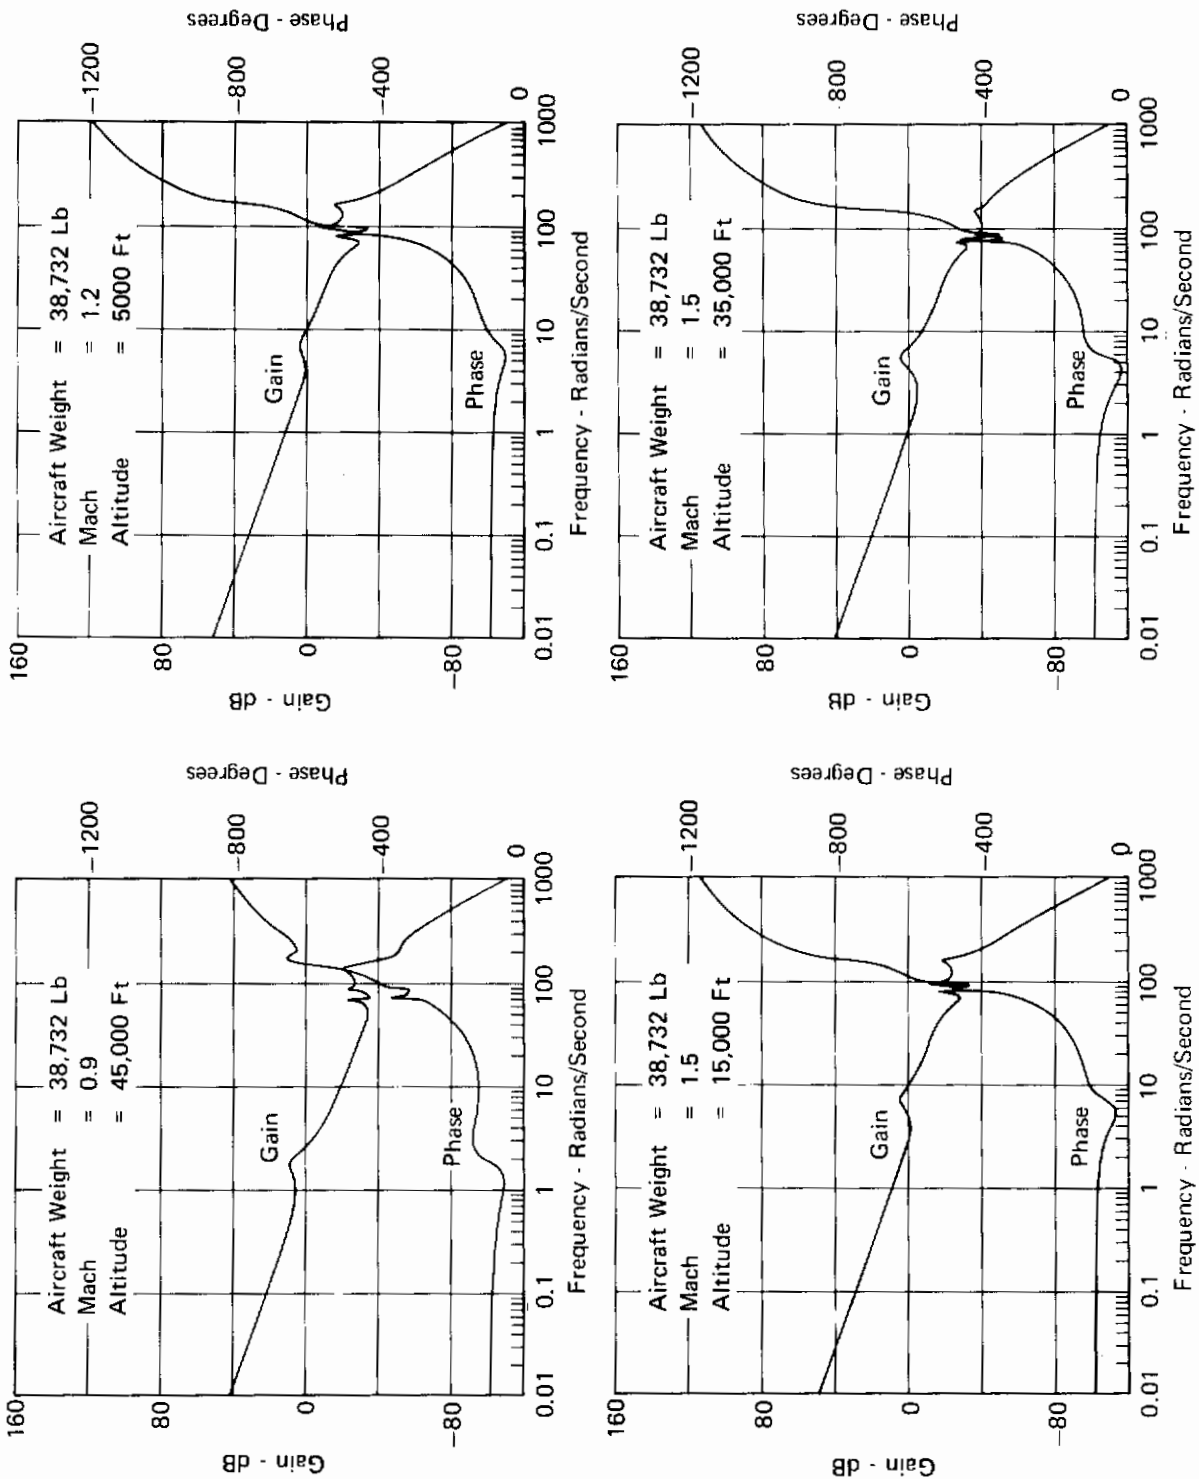 Aircraft Weight = 38,732 Lb
Mach = 0.9
Altitude = 45,000 Ft
Gain
Phase
160
80
0
−80
Gain - dB
−1200
−800
−400
0
Phase - Degrees
0.01
0.1
1
10
100
1000
Frequency - Radians/Second
Aircraft Weight = 38,732 Lb
Mach = 1.2
Altitude = 5000 Ft
Gain
Phase
160
80
0
−80
Gain - dB
−1200
−800
−400
0
Phase - Degrees
0.01
0.1
1
10
100
1000
Frequency - Radians/Second
Aircraft Weight = 38,732 Lb
Mach = 1.5
Altitude = 15,000 Ft
Gain
Phase
160
80
0
−80
Gain - dB
−1200
−800
−400
0
Phase - Degrees
0.01
0.1
1
10
100
1000
Frequency - Radians/Second
Aircraft Weight = 38,732 Lb
Mach = 1.5
Altitude = 35,000 Ft
Gain
Phase
160
80
0
−80
Gain - dB
−1200
−800
−400
0
Phase - Degrees
0.01
0.1
1
10
100
1000
Frequency - Radians/Second